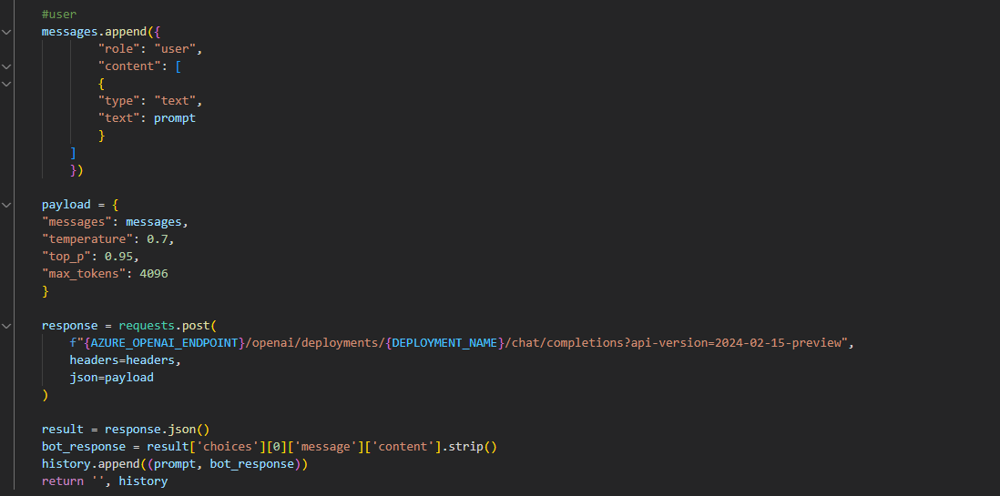 #user
messages.append({
"role": "user",
"content": [
{
"type": "text",
"text": prompt
}
]
})
payload = {
"messages": messages,
"temperature": 0.7,
"top_p": 0.95,
"max_tokens": 4096
}
response = requests.post(
f"{AZURE_OPENAI_ENDPOINT}/openai/deployments/{DEPLOYMENT_NAME}/chat/completions?api-version=2024-02-15-preview",
headers=headers,
json=payload
)
result = response.json()
bot_response = result['choices'][0]['message']['content'].strip()
history.append((prompt, bot_response))
return '', history